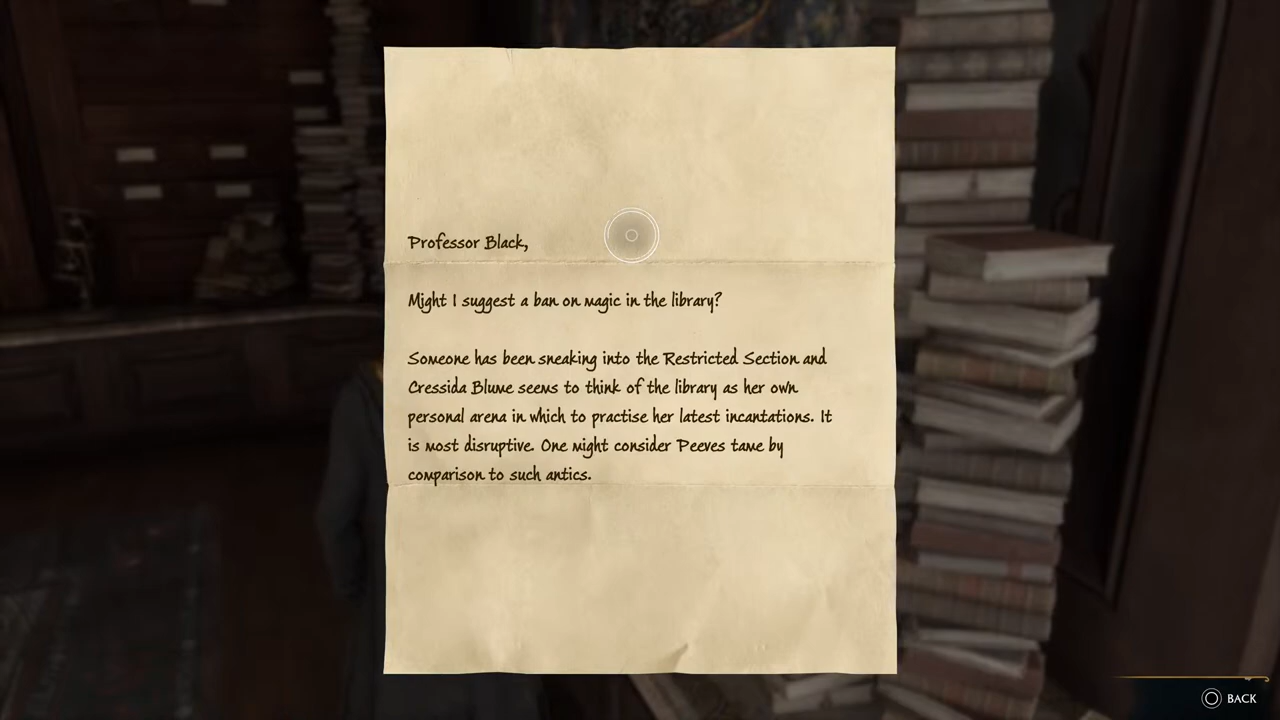 Professor Black,
Might I suggest a ban on magic in the library?
Someone has been sneaking into the Restricted Section and
Cressida Blume seems to think of the library as her own
personal arena in which to practise her latest incantations. It
is most disruptive. One might consider Peeves tame by
comparison to such antics.
BACK